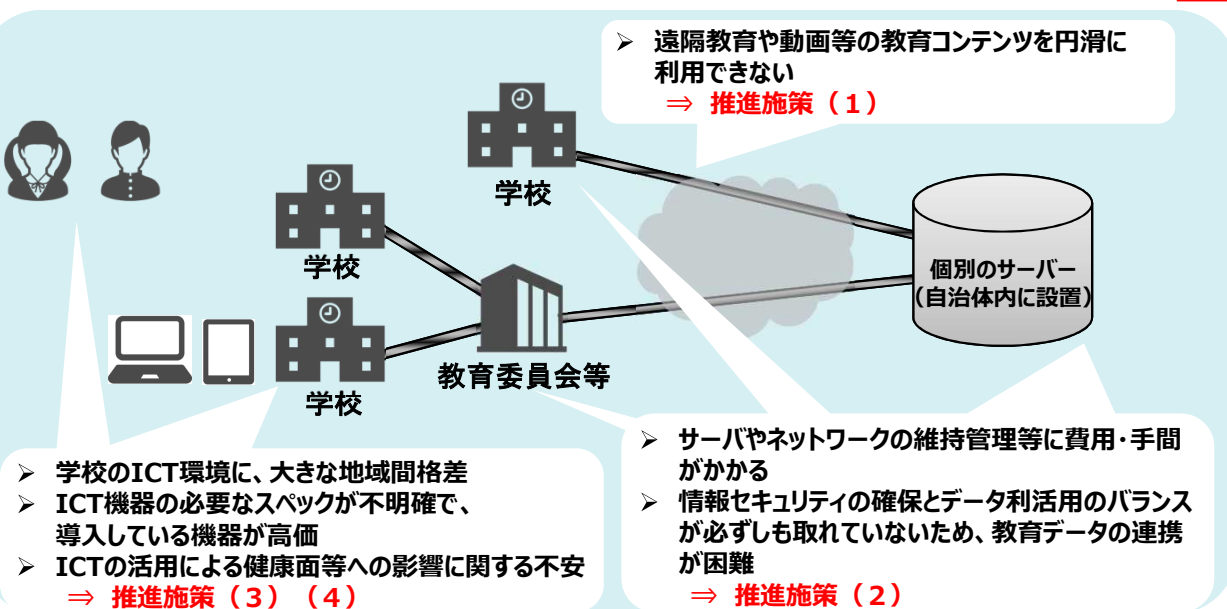 ➢ 遠隔教育や動画等の教育コンテンツを円滑に
利用できない
⇒ 推進施策（１）
学校
学校
学校
教育委員会等
個別のサーバー
（自治体内に設置）
➢ 学校のICT環境に、大きな地域間格差
➢ ICT機器の必要なスペックが不明確で、
導入している機器が高価
➢ ICTの活用による健康面等への影響に関する不安
⇒ 推進施策（３）（４）
➢ サーバやネットワークの維持管理等に費用・手間
がかかる
➢ 情報セキュリティの確保とデータ利活用のバランス
が必ずしも取れていないため、教育データの連携
が困難
⇒ 推進施策（２）